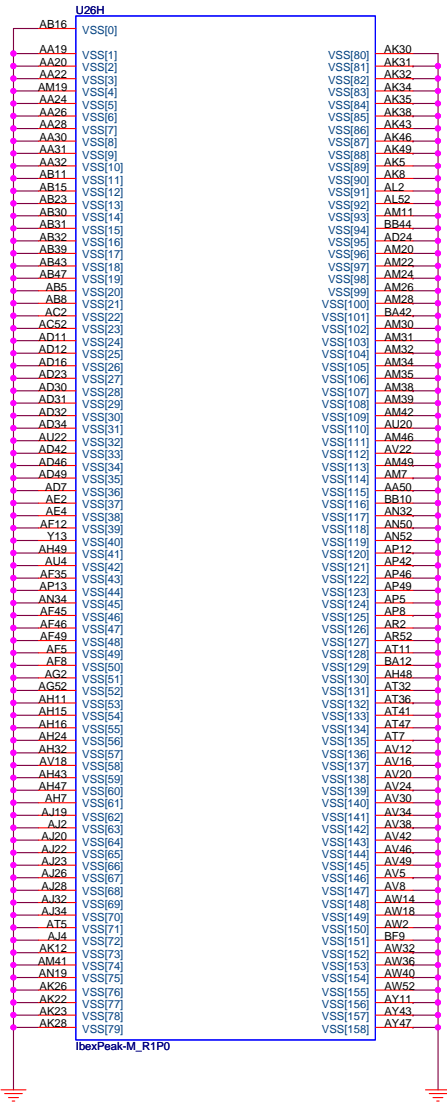 U26H
AB16 VSS[0]
AA19 VSS[1]
AA20 VSS[2]
AA22 VSS[3]
AM19 VSS[4]
AA24 VSS[5]
AA26 VSS[6]
AA28 VSS[7]
AA30 VSS[8]
AA31 VSS[9]
AA32 VSS[10]
AB11 VSS[11]
AB15 VSS[12]
AB23 VSS[13]
AB30 VSS[14]
AB31 VSS[15]
AB32 VSS[16]
AB39 VSS[17]
AB43 VSS[18]
AB47 VSS[19]
AB5 VSS[20]
AB8 VSS[21]
AC2 VSS[22]
AC52 VSS[23]
AD11 VSS[24]
AD12 VSS[25]
AD16 VSS[26]
AD23 VSS[27]
AD30 VSS[28]
AD31 VSS[29]
AD32 VSS[30]
AD34 VSS[31]
AU22 VSS[32]
AD42 VSS[33]
AD46 VSS[34]
AD49 VSS[35]
AD7 VSS[36]
AE2 VSS[37]
AE4 VSS[38]
AF12 VSS[39]
Y13 VSS[40]
AH49 VSS[41]
AU4 VSS[42]
AF35 VSS[43]
AP13 VSS[44]
AN34 VSS[45]
AF45 VSS[46]
AF46 VSS[47]
AF49 VSS[48]
AF5 VSS[49]
AF8 VSS[50]
AG2 VSS[51]
AG52 VSS[52]
AH11 VSS[53]
AH15 VSS[54]
AH16 VSS[55]
AH24 VSS[56]
AH32 VSS[57]
AV18 VSS[58]
AH43 VSS[59]
AH47 VSS[60]
AH7 VSS[61]
AJ19 VSS[62]
AJ2 VSS[63]
AJ20 VSS[64]
AJ22 VSS[65]
AJ23 VSS[66]
AJ26 VSS[67]
AJ28 VSS[68]
AJ32 VSS[69]
AJ34 VSS[70]
AT5 VSS[71]
AJ4 VSS[72]
AK12 VSS[73]
AM41 VSS[74]
AN19 VSS[75]
AK26 VSS[76]
AK22 VSS[77]
AK23 VSS[78]
AK28 VSS[79]
VSS[80] AK30
VSS[81] AK31
VSS[82] AK32
VSS[83] AK34
VSS[84] AK35
VSS[85] AK38
VSS[86] AK43
VSS[87] AK46
VSS[88] AK49
VSS[89] AK5
VSS[90] AK8
VSS[91] AL2
VSS[92] AL52
VSS[93] AM11
VSS[94] BB44
VSS[95] AD24
VSS[96] AM20
VSS[97] AM22
VSS[98] AM24
VSS[99] AM26
VSS[100] AM28
VSS[101] BA42
VSS[102] AM30
VSS[103] AM31
VSS[104] AM32
VSS[105] AM34
VSS[106] AM35
VSS[107] AM38
VSS[108] AM39
VSS[109] AM42
VSS[110] AU20
VSS[111] AM46
VSS[112] AV22
VSS[113] AM49
VSS[114] AM7
VSS[115] AA50
VSS[116] BB10
VSS[117] AN32
VSS[118] AN50
VSS[119] AN52
VSS[120] AP12
VSS[121] AP42
VSS[122] AP46
VSS[123] AP49
VSS[124] AP5
VSS[125] AP8
VSS[126] AR2
VSS[127] AR52
VSS[128] AT11
VSS[129] BA12
VSS[130] AH48
VSS[131] AT32
VSS[132] AT36
VSS[133] AT41
VSS[134] AT47
VSS[135] AT7
VSS[136] AV12
VSS[137] AV16
VSS[138] AV20
VSS[139] AV24
VSS[140] AV30
VSS[141] AV34
VSS[142] AV38
VSS[143] AV42
VSS[144] AV46
VSS[145] AV49
VSS[146] AV5
VSS[147] AV8
VSS[148] AW14
VSS[149] AW18
VSS[150] AW2
VSS[151] BF9
VSS[152] AW32
VSS[153] AW36
VSS[154] AW40
VSS[155] AW52
VSS[156] AY11
VSS[157] AY43
VSS[158] AY47
IbexPeak-M_R1P0